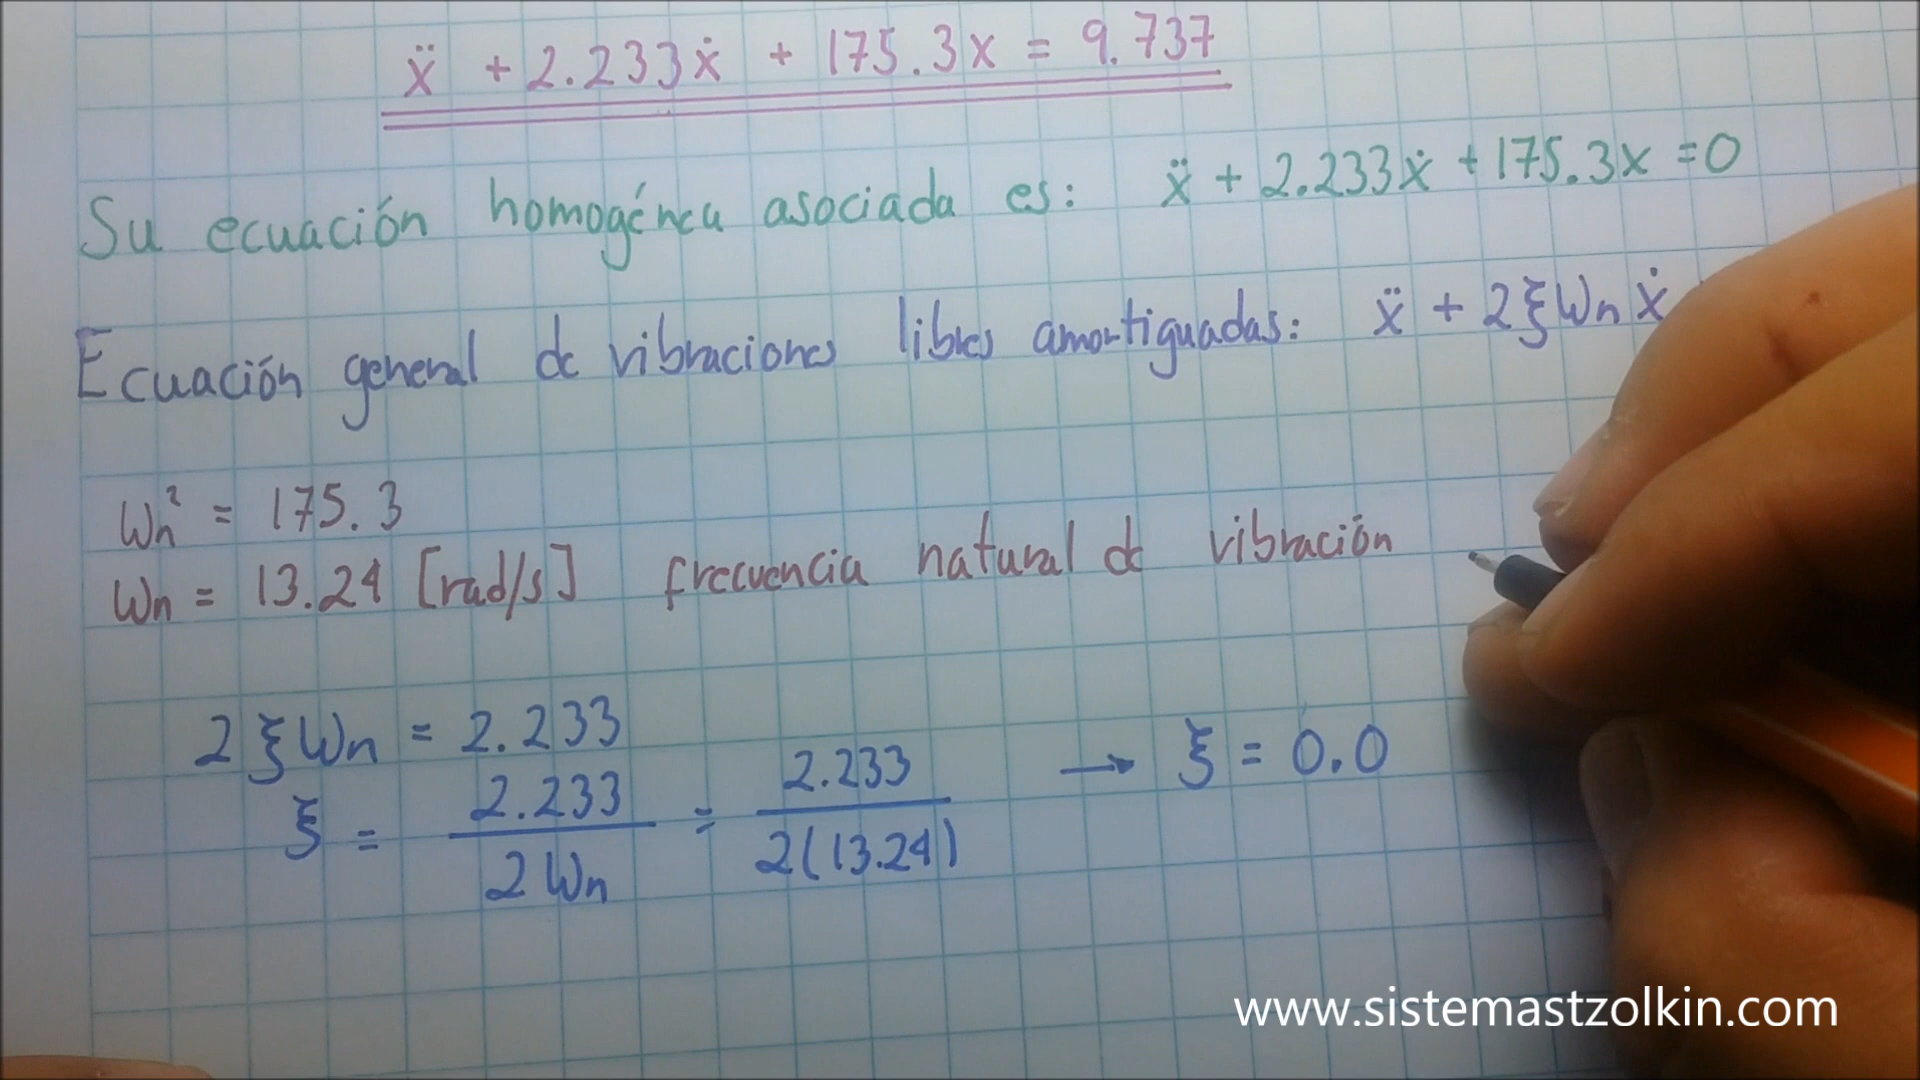 ẍ + 2.233ẋ + 175.3x = 9.737
Su ecuación homogénea asociada es: ẍ + 2.233ẋ + 175.3x = 0
Ecuación general de vibraciones libres amortiguadas: ẍ + 2ξWnẋ
Wn² = 175.3
Wn = 13.24 [rad/s] frecuencia natural de vibración
2ξWn = 2.233
ξ = 2.233 / 2Wn = 2.233 / 2(13.24) → ξ = 0.0
www.sistemastzolkin.com